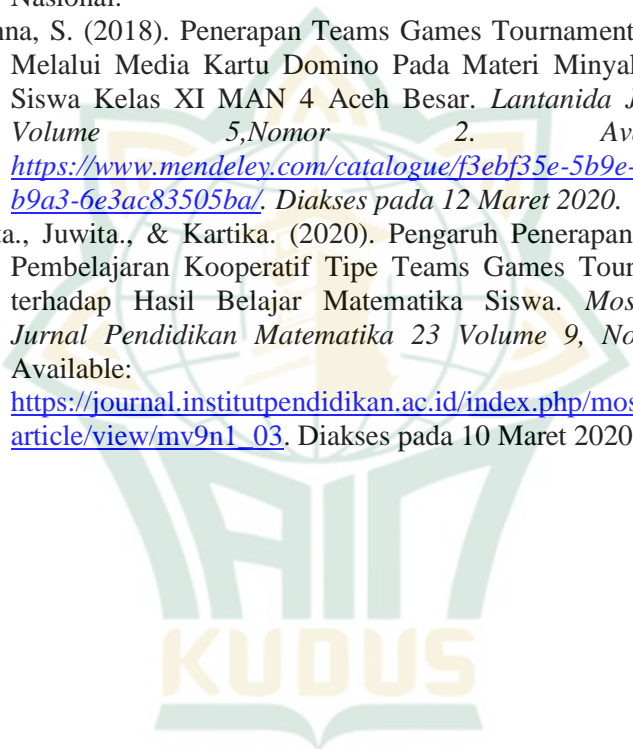 Nasional.
nna, S. (2018). Penerapan Teams Games Tournament
Melalui Media Kartu Domino Pada Materi Minyak
Siswa Kelas XI MAN 4 Aceh Besar. Lantanida J
Volume 5,Nomor 2. Ava
https://www.mendeley.com/catalogue/f3ebf35e-5b9e-
b9a3-6e3ac83505ba/. Diakses pada 12 Maret 2020.
ta., Juwita., & Kartika. (2020). Pengaruh Penerapan
Pembelajaran Kooperatif Tipe Teams Games Tour
terhadap Hasil Belajar Matematika Siswa. Mos
Jurnal Pendidikan Matematika 23 Volume 9, No
Available:
https://journal.institutpendidikan.ac.id/index.php/mos
article/view/mv9n1_03. Diakses pada 10 Maret 2020
IAIN
KUDUS